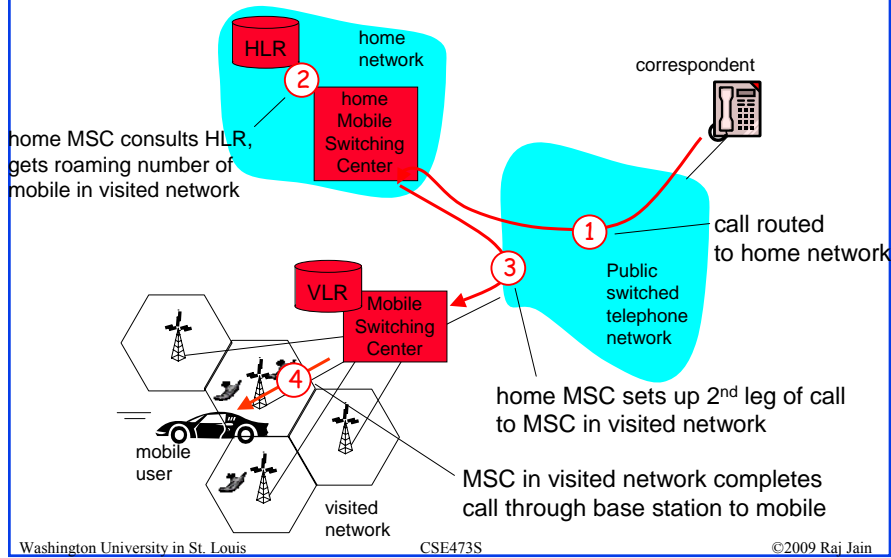 HLR
home
network
2
home
Mobile
Switching
Center
correspondent
home MSC consults HLR,
gets roaming number of
mobile in visited network
1
call routed
to home network
3
Public
switched
telephone
network
VLR
Mobile
Switching
Center
4
home MSC sets up 2nd leg of call
to MSC in visited network
mobile
user
MSC in visited network completes
call through base station to mobile
visited
network
Washington University in St. Louis CSE473S ©2009 Raj Jain